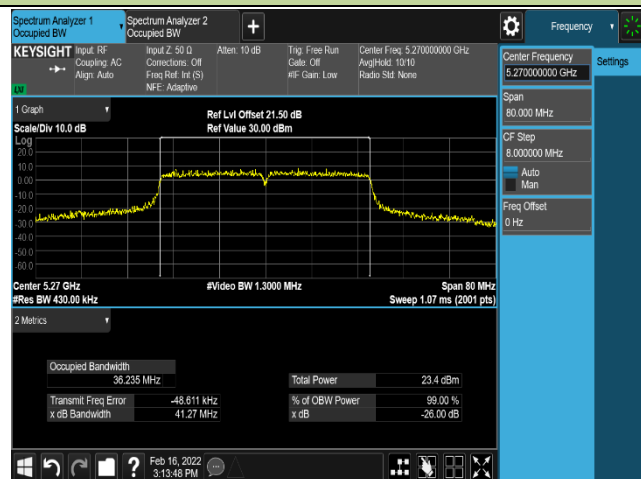 Spectrum Analyzer 1
Occupied BW
Spectrum Analyzer 2
Occupied BW
+
Frequency
KEYSIGHT
Input: RF
Coupling: AC
Align: Auto
Input Z: 50 Ω
Corrections: Off
Freq Ref: Int (S)
NFE: Adaptive
Atten: 10 dB
Trig: Free Run
Gate: Off
#IF Gain: Low
Center Freq: 5.270000000 GHz
Avg|Hold: 10/10
Radio Std: None
LXI
Center Frequency
5.270000000 GHz
Settings
Span
80.000 MHz
CF Step
8.000000 MHz
Auto
Man
Freq Offset
0 Hz
1 Graph
Scale/Div 10.0 dB
Ref Lvl Offset 21.50 dB
Ref Value 30.00 dBm
Log
20.0
10.0
0.00
-10.0
-20.0
-30.0
-40.0
-50.0
-60.0
Center 5.27 GHz
#Video BW 1.3000 MHz
Span 80 MHz
#Res BW 430.00 kHz
Sweep 1.07 ms (2001 pts)
2 Metrics
Occupied Bandwidth
36.235 MHz
Total Power 23.4 dBm
Transmit Freq Error -48.611 kHz
% of OBW Power 99.00 %
x dB Bandwidth 41.27 MHz
x dB -26.00 dB
?
Feb 16, 2022
3:13:48 PM